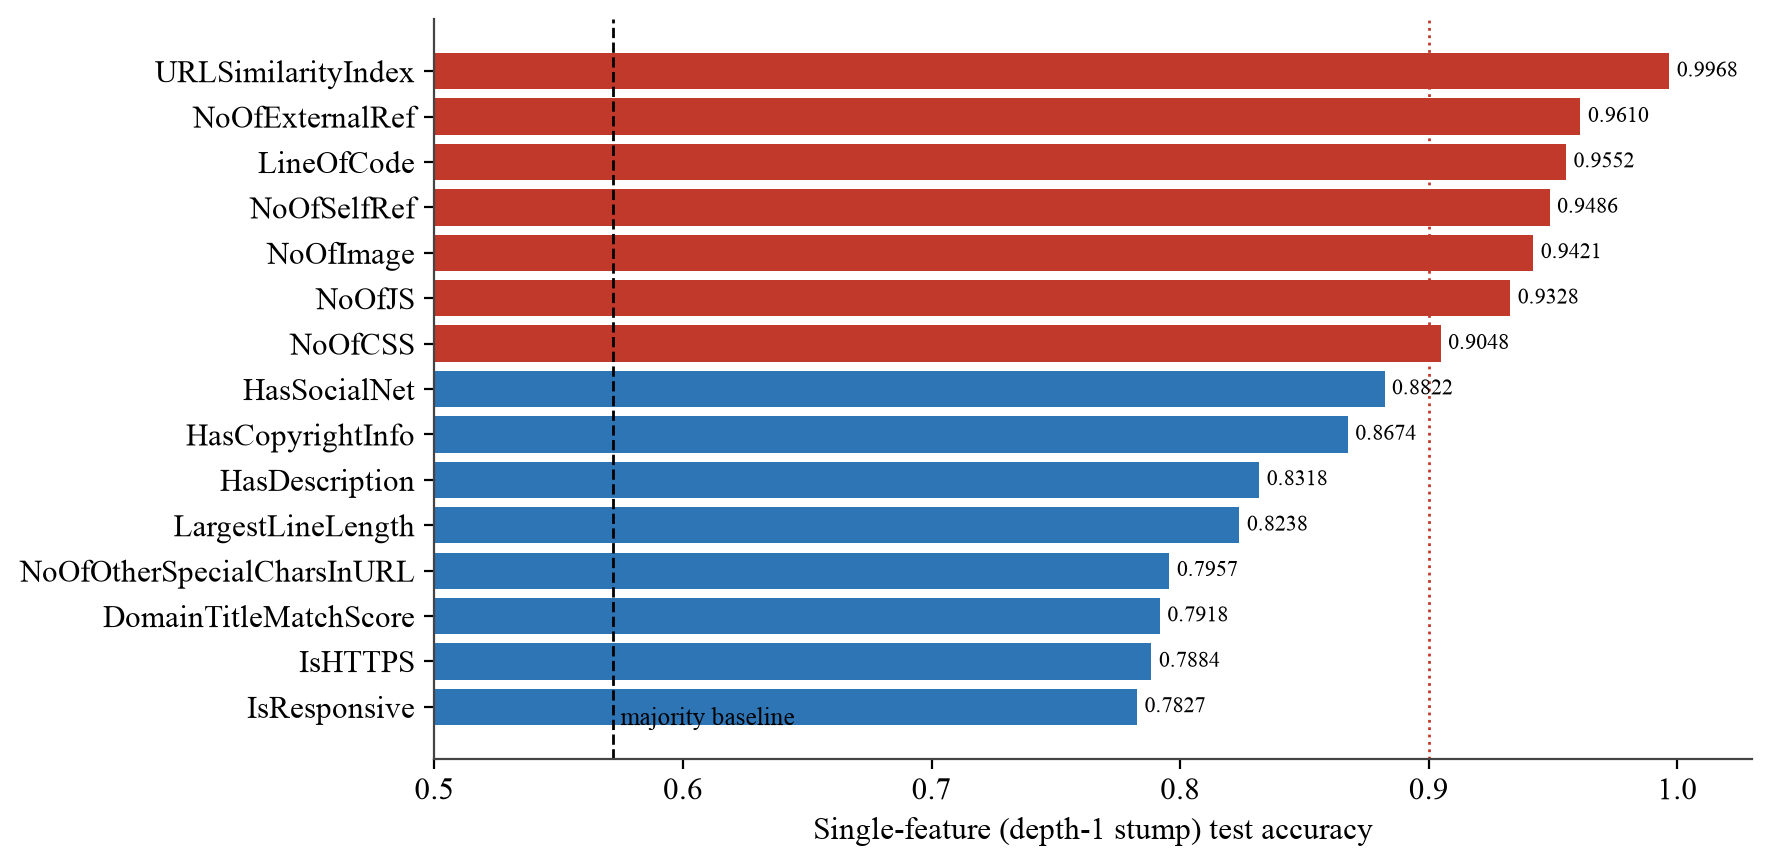 URLSimilarityIndex 0.9968
NoOfExternalRef 0.9610
LineOfCode 0.9552
NoOfSelfRef 0.9486
NoOfImage 0.9421
NoOfJS 0.9328
NoOfCSS 0.9048
HasSocialNet 0.8822
HasCopyrightInfo 0.8674
HasDescription 0.8318
LargestLineLength 0.8238
NoOfOtherSpecialCharsInURL 0.7957
DomainTitleMatchScore 0.7918
IsHTTPS 0.7884
IsResponsive 0.7827
majority baseline
0.5 0.6 0.7 0.8 0.9 1.0
Single-feature (depth-1 stump) test accuracy